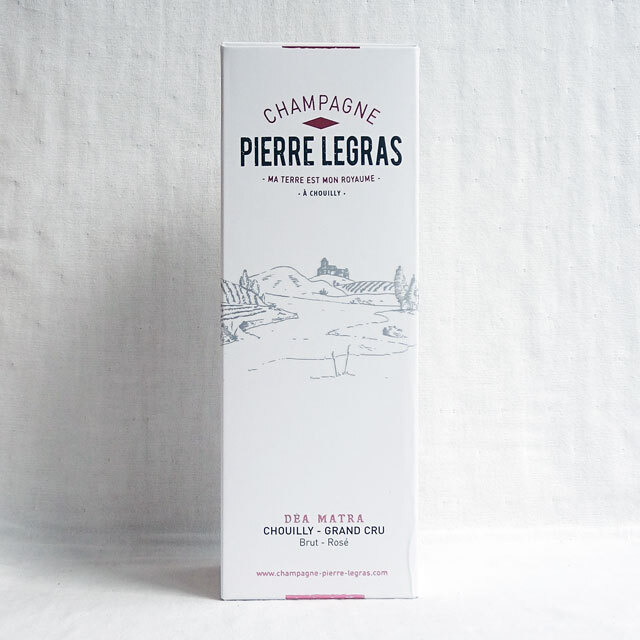 CHAMPAGNE
PIERRE LEGRAS
- MA TERRE EST MON ROYAUME -
• À CHOUILLY •
DÈA MATRA
CHOUILLY - GRAND CRU
Brut - Rosé
www.champagne-pierre-legras.com